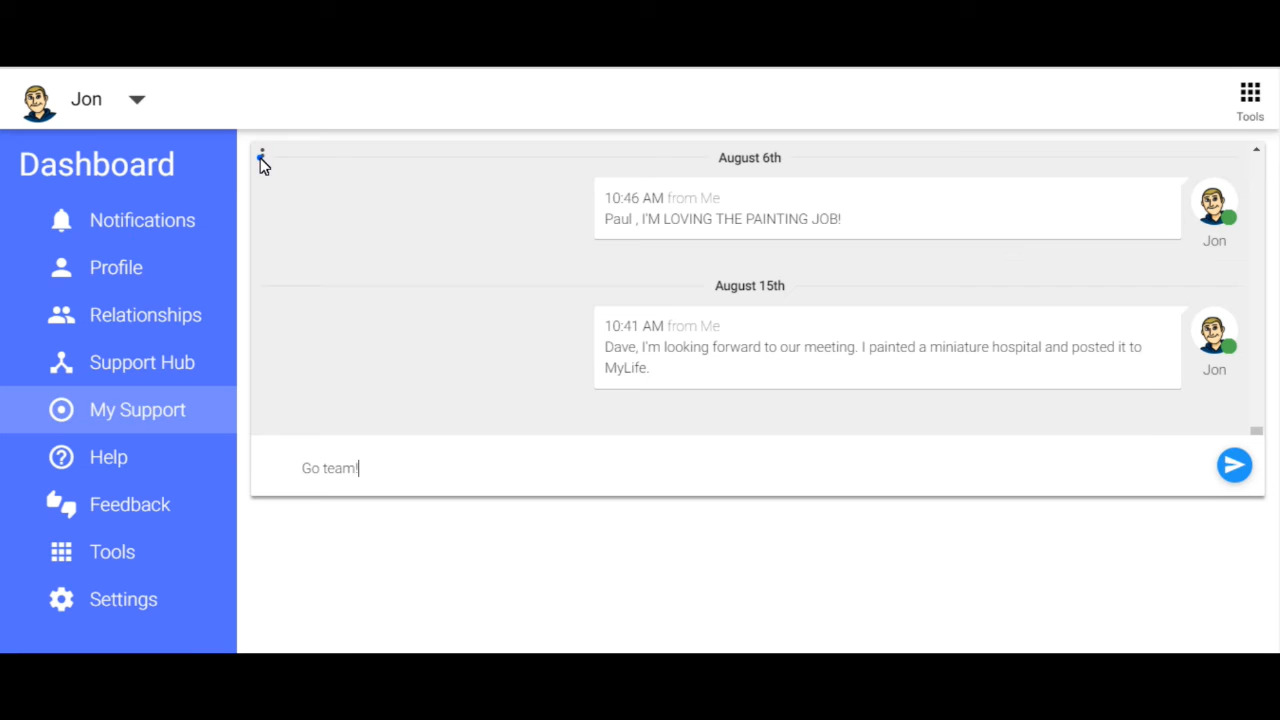 Jon
Tools
Dashboard
Notifications
Profile
Relationships
Support Hub
My Support
Help
Feedback
Tools
Settings
August 6th
10:46 AM from Me
Paul , I'M LOVING THE PAINTING JOB!
Jon
August 15th
10:41 AM from Me
Dave, I'm looking forward to our meeting. I painted a miniature hospital and posted it to
MyLife.
Jon
Go team!